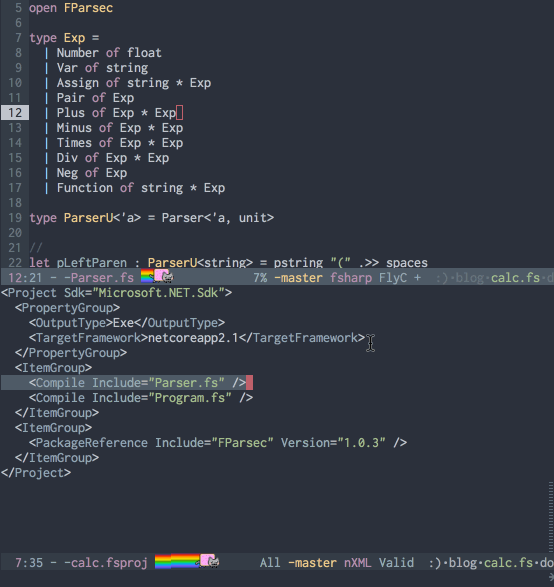 5 open FParsec
6
7 type Exp =
8 | Number of float
9 | Var of string
10 | Assign of string * Exp
11 | Pair of Exp
12 | Plus of Exp * Exp
13 | Minus of Exp * Exp
14 | Times of Exp * Exp
15 | Div of Exp * Exp
16 | Neg of Exp
17 | Function of string * Exp
18
19 type ParserU<'a> = Parser<'a, unit>
20
21 //
22 let pLeftParen : ParserU<string> = pstring "(" .>> spaces
12:21 - -Parser.fs 7% -master fsharp FlyC + :)·blog·calc.fs·d
<Project Sdk="Microsoft.NET.Sdk">
<PropertyGroup>
<OutputType>Exe</OutputType>
<TargetFramework>netcoreapp2.1</TargetFramework>
</PropertyGroup>
<ItemGroup>
<Compile Include="Parser.fs" />
<Compile Include="Program.fs" />
</ItemGroup>
<ItemGroup>
<PackageReference Include="FParsec" Version="1.0.3" />
</ItemGroup>
</Project>
7:35 - -calc.fsproj All -master nXML Valid :)·blog·calc.fs·do